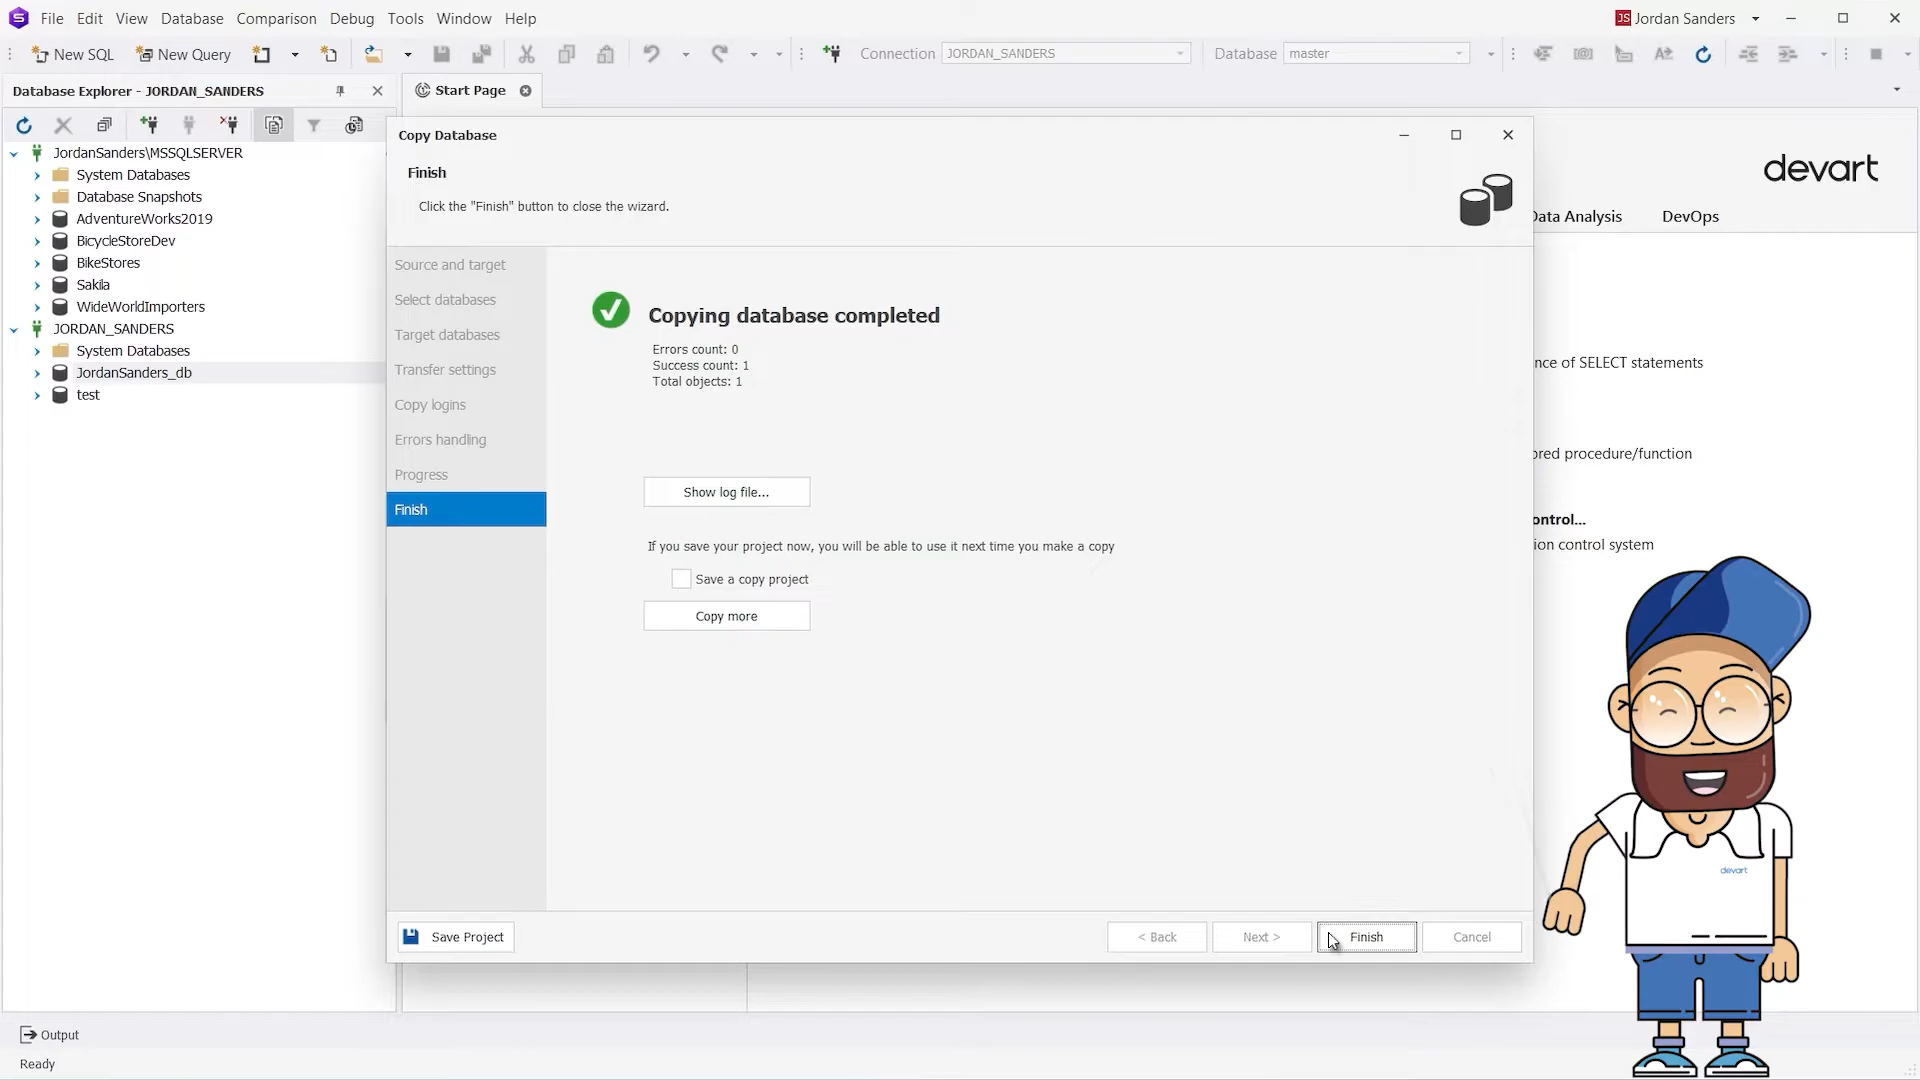 File Edit View Database Comparison Debug Tools Window Help
JS Jordan Sanders
New SQL New Query Connection JORDAN_SANDERS Database master
Database Explorer - JORDAN_SANDERS
Start Page
JordanSanders\MSSQLSERVER
System Databases
Database Snapshots
AdventureWorks2019
BicycleStoreDev
BikeStores
Sakila
WideWorldImporters
JORDAN_SANDERS
System Databases
JordanSanders_db
test
Copy Database
Finish
Click the "Finish" button to close the wizard.
Source and target
Select databases
Target databases
Transfer settings
Copy logins
Errors handling
Progress
Finish
Copying database completed
Errors count: 0
Success count: 1
Total objects: 1
Show log file...
If you save your project now, you will be able to use it next time you make a copy
Save a copy project
Copy more
Save Project
< Back
Next >
Finish
Cancel
devart
Data Analysis DevOps
nce of SELECT statements
ored procedure/function
ontrol...
ion control system
devart
Output
Ready